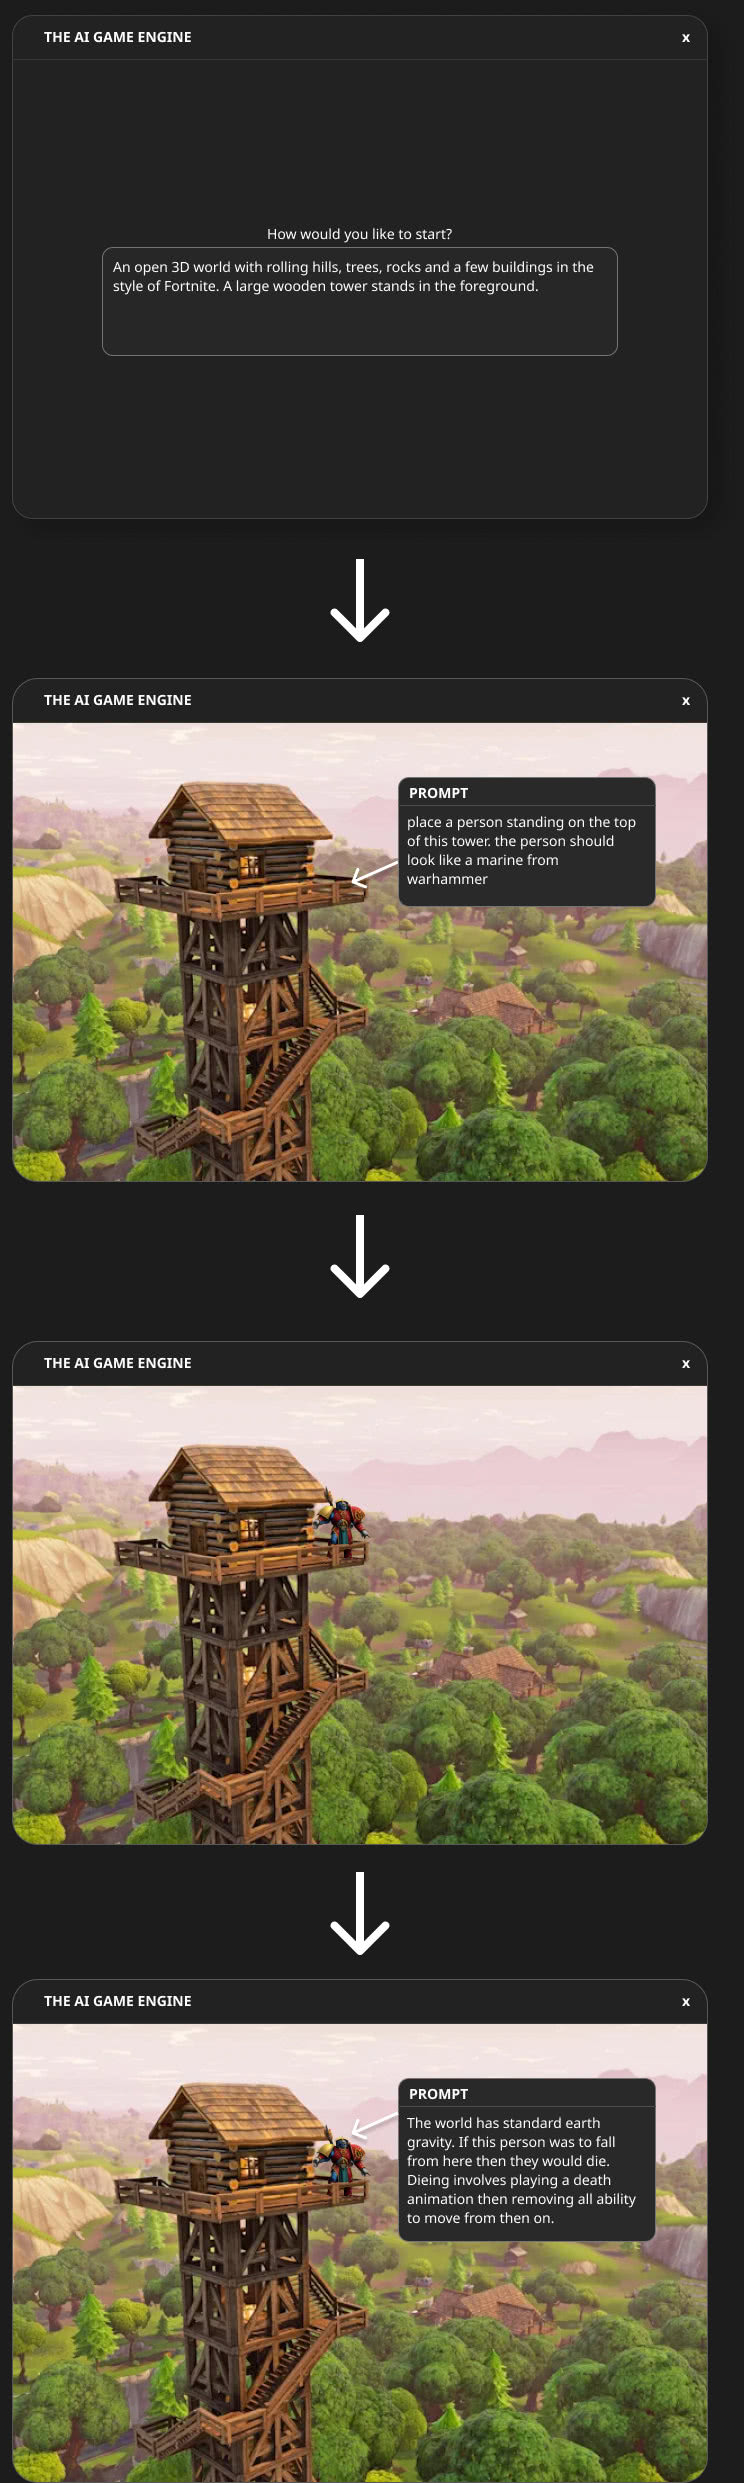 THE AI GAME ENGINE
x
How would you like to start?
An open 3D world with rolling hills, trees, rocks and a few buildings in the
style of Fortnite. A large wooden tower stands in the foreground.
THE AI GAME ENGINE
x
PROMPT
place a person standing on the top
of this tower. the person should
look like a marine from
warhammer
THE AI GAME ENGINE
x
THE AI GAME ENGINE
x
PROMPT
The world has standard earth
gravity. If this person was to fall
from here then they would die.
Dieing involves playing a death
animation then removing all ability
to move from then on.